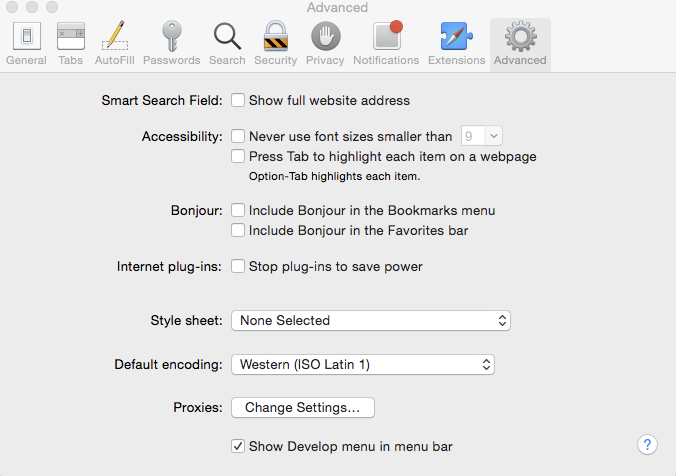 Advanced
General Tabs AutoFill Passwords Search Security Privacy Notifications Extensions Advanced
Smart Search Field: Show full website address
Accessibility: Never use font sizes smaller than 9
Press Tab to highlight each item on a webpage
Option-Tab highlights each item.
Bonjour: Include Bonjour in the Bookmarks menu
Include Bonjour in the Favorites bar
Internet plug-ins: Stop plug-ins to save power
Style sheet: None Selected
Default encoding: Western (ISO Latin 1)
Proxies: Change Settings...
Show Develop menu in menu bar
?